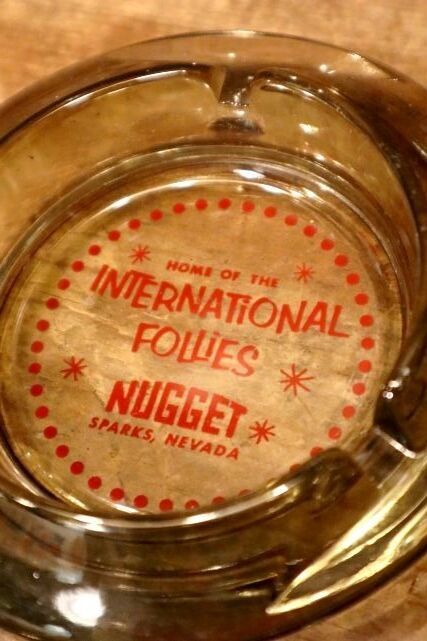 HOME OF THE
INTERNATiONAL
FOLLiES
NUGGET
SPARKS, NEVADA